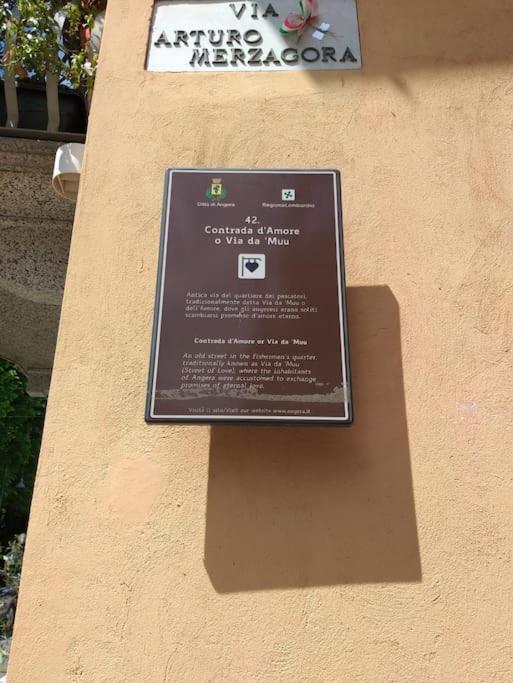 VIA
ARTURO
MERZAGORA
Città di Angera
RegioneLombardia
42.
Contrada d'Amore
o Via da 'Muu
Antica via del quartiere dei pescatori,
tradizionalmente detta Via da 'Muu o
dell'Amore, dove gli angeresi erano soliti
scambiarsi promesse d'amore eterno.
Contrada d'Amore or Via da 'Muu
An old street in the fishermen's quarter,
traditionally known as Via da 'Muu
(Street of Love), where the inhabitants
of Angera were accustomed to exchange
promises of eternal love.
Visita il sito/Visit our website www.angera.it